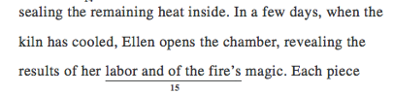 sealing the remaining heat inside. In a few days, when the
kiln has cooled, Ellen opens the chamber, revealing the
results of her labor and of the fire's magic. Each piece
15